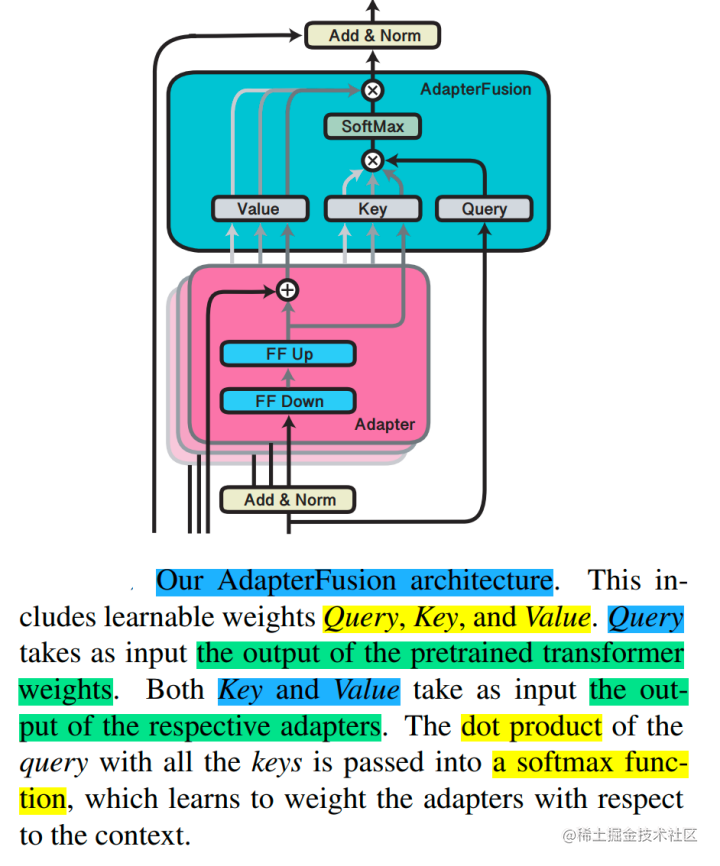 Add & Norm
AdapterFusion
SoftMax
Value
Key
Query
FF Up
FF Down
Adapter
Add & Norm
Our AdapterFusion architecture. This in-
cludes learnable weights Query, Key, and Value. Query
takes as input the output of the pretrained transformer
weights. Both Key and Value take as input the out-
put of the respective adapters. The dot product of the
query with all the keys is passed into a softmax func-
tion, which learns to weight the adapters with respect
to the context.
@稀土掘金技术社区